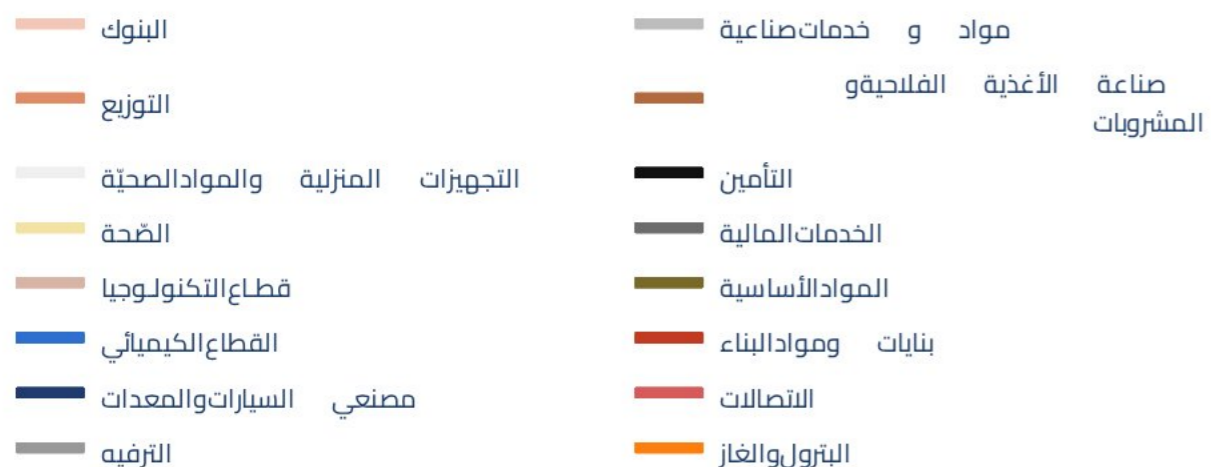 مواد و خدمات صناعية
البنوك
صناعة الأغذية الفلاحية و
المشروبات
التوزيع
التأمين
التجهيزات المنزلية والمواد الصحيّة
الخدمات المالية
الصّحة
المواد الأساسية
قطاع التكنولوجيا
بنايات ومواد البناء
القطاع الكيميائي
الاتصالات
مصنعي السيارات والمعدات
البترول والغاز
الترفيه